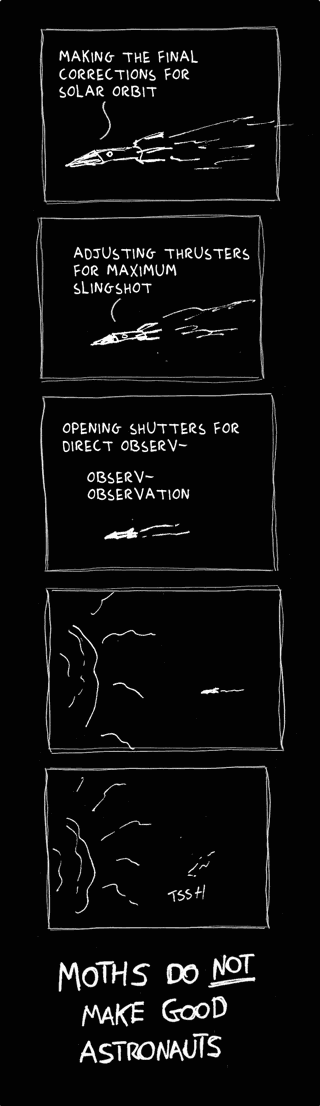 MAKING THE FINAL
CORRECTIONS FOR
SOLAR ORBIT
ADJUSTING THRUSTERS
FOR MAXIMUM
SLINGSHOT
OPENING SHUTTERS FOR
DIRECT OBSERV~
OBSERV~
OBSERVATION
TSSH
MOTHS DO NOT
MAKE GOOD
ASTRONAUTS